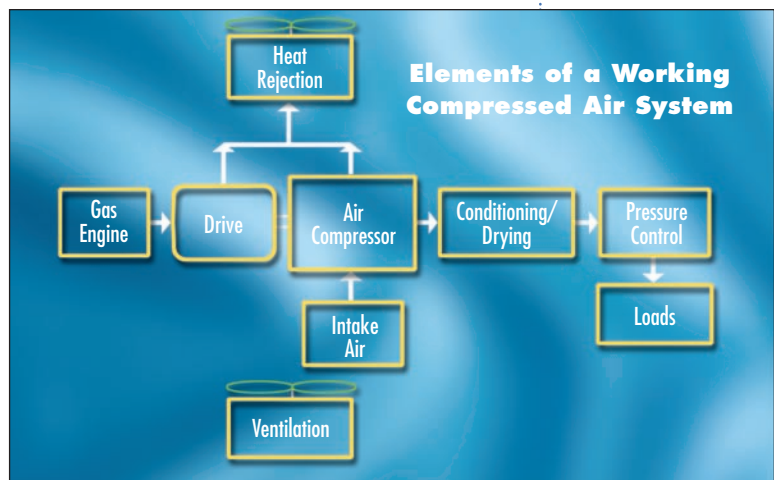 Elements of a Working
Compressed Air System
Heat
Rejection
Gas
Engine
Drive
Air
Compressor
Conditioning/
Drying
Pressure
Control
Intake
Air
Loads
Ventilation